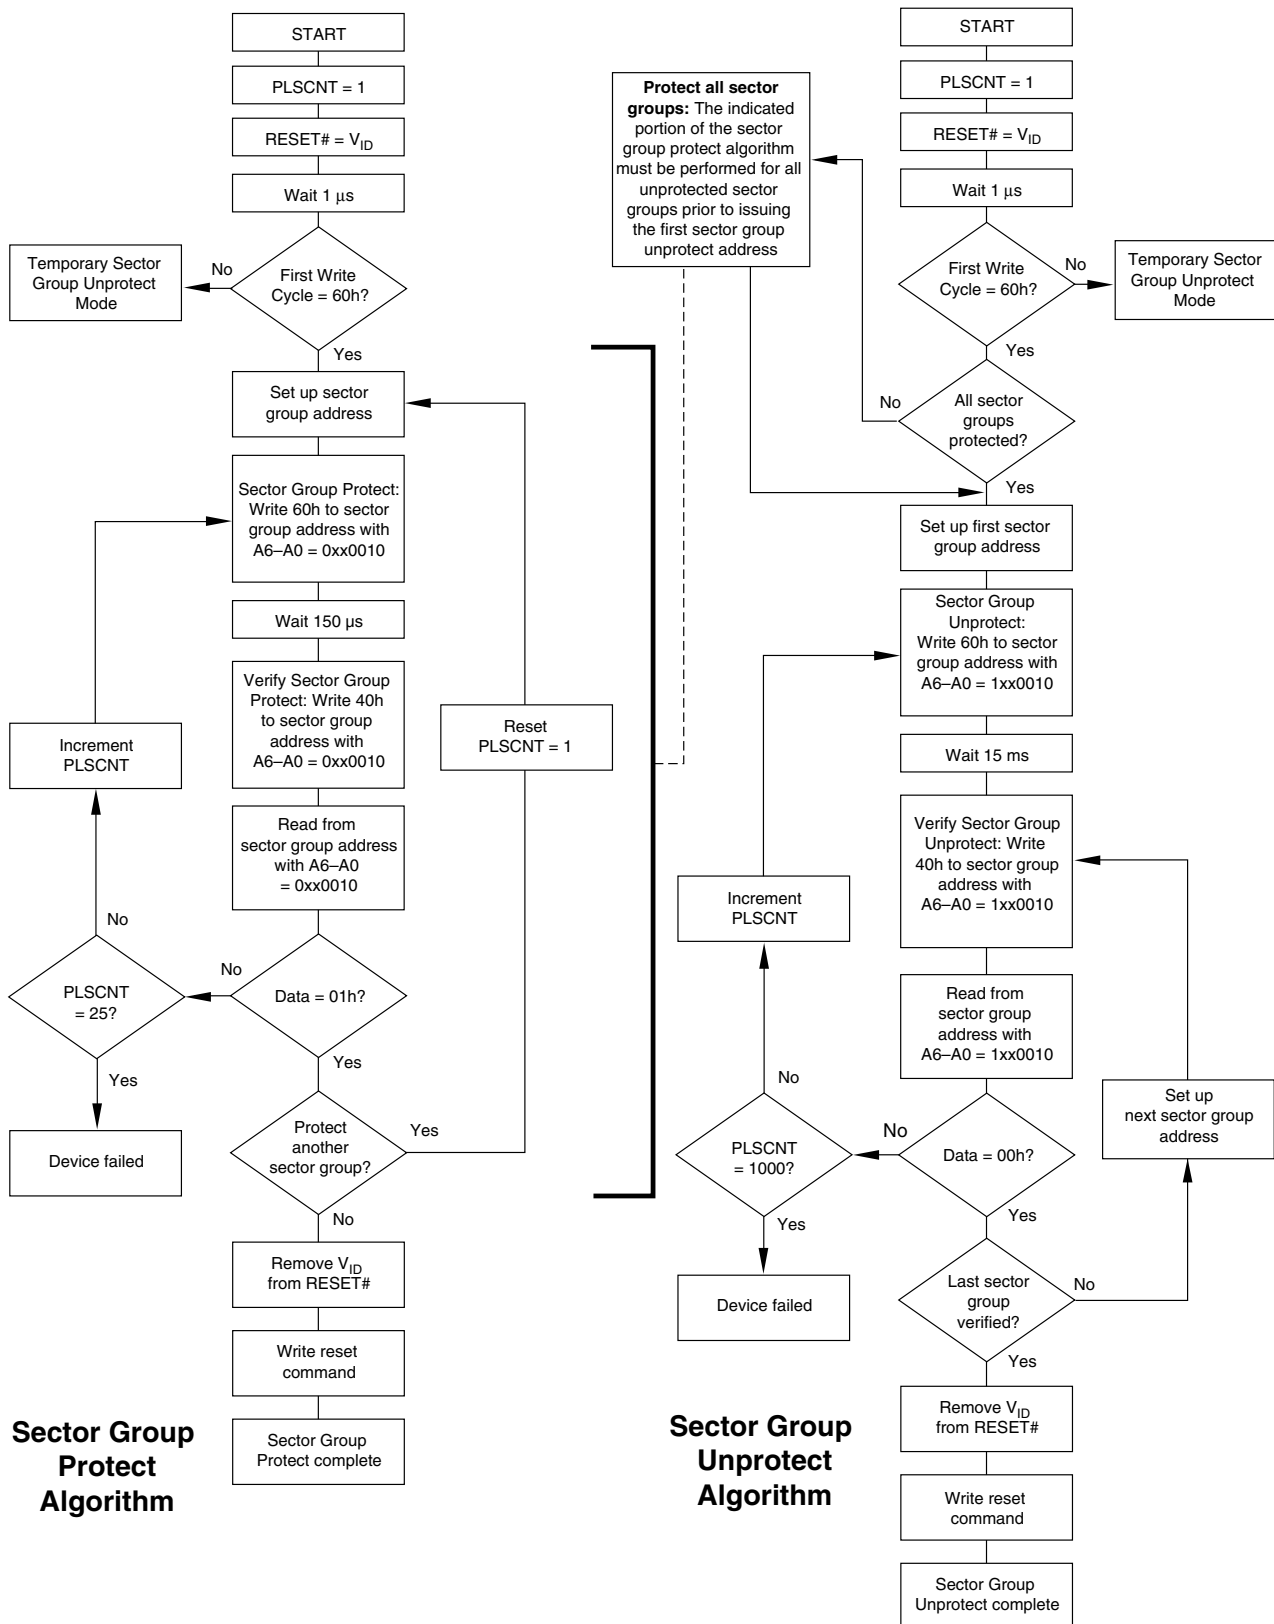 START
PLSCNT = 1
RESET# = VID
Wait 1 μs
First Write
Cycle = 60h?
No
Temporary Sector
Group Unprotect
Mode
Yes
Set up sector
group address
Sector Group Protect:
Write 60h to sector
group address with
A6–A0 = 0xx0010
Wait 150 μs
Verify Sector Group
Protect: Write 40h
to sector group
address with
A6–A0 = 0xx0010
Reset
PLSCNT = 1
Increment
PLSCNT
Read from
sector group address
with A6–A0
= 0xx0010
No
Data = 01h?
No
PLSCNT
= 25?
Yes
Device failed
Yes
Protect
another
sector group?
Yes
No
Remove VID
from RESET#
Write reset
command
Sector Group
Protect complete
Sector Group
Protect
Algorithm
Protect all sector
groups: The indicated
portion of the sector
group protect algorithm
must be performed for all
unprotected sector
groups prior to issuing
the first sector group
unprotect address
START
PLSCNT = 1
RESET# = VID
Wait 1 μs
First Write
Cycle = 60h?
No
Temporary Sector
Group Unprotect
Mode
Yes
No
All sector
groups
protected?
Yes
Set up first sector
group address
Sector Group
Unprotect:
Write 60h to sector
group address with
A6–A0 = 1xx0010
Wait 15 ms
Verify Sector Group
Unprotect: Write
40h to sector group
address with
A6–A0 = 1xx0010
Increment
PLSCNT
Read from
sector group
address with
A6–A0 = 1xx0010
No
Set up
next sector group
address
No
Data = 00h?
PLSCNT
= 1000?
Yes
Device failed
Yes
Last sector
group
verified?
No
Yes
Remove VID
from RESET#
Write reset
command
Sector Group
Unprotect complete
Sector Group
Unprotect
Algorithm